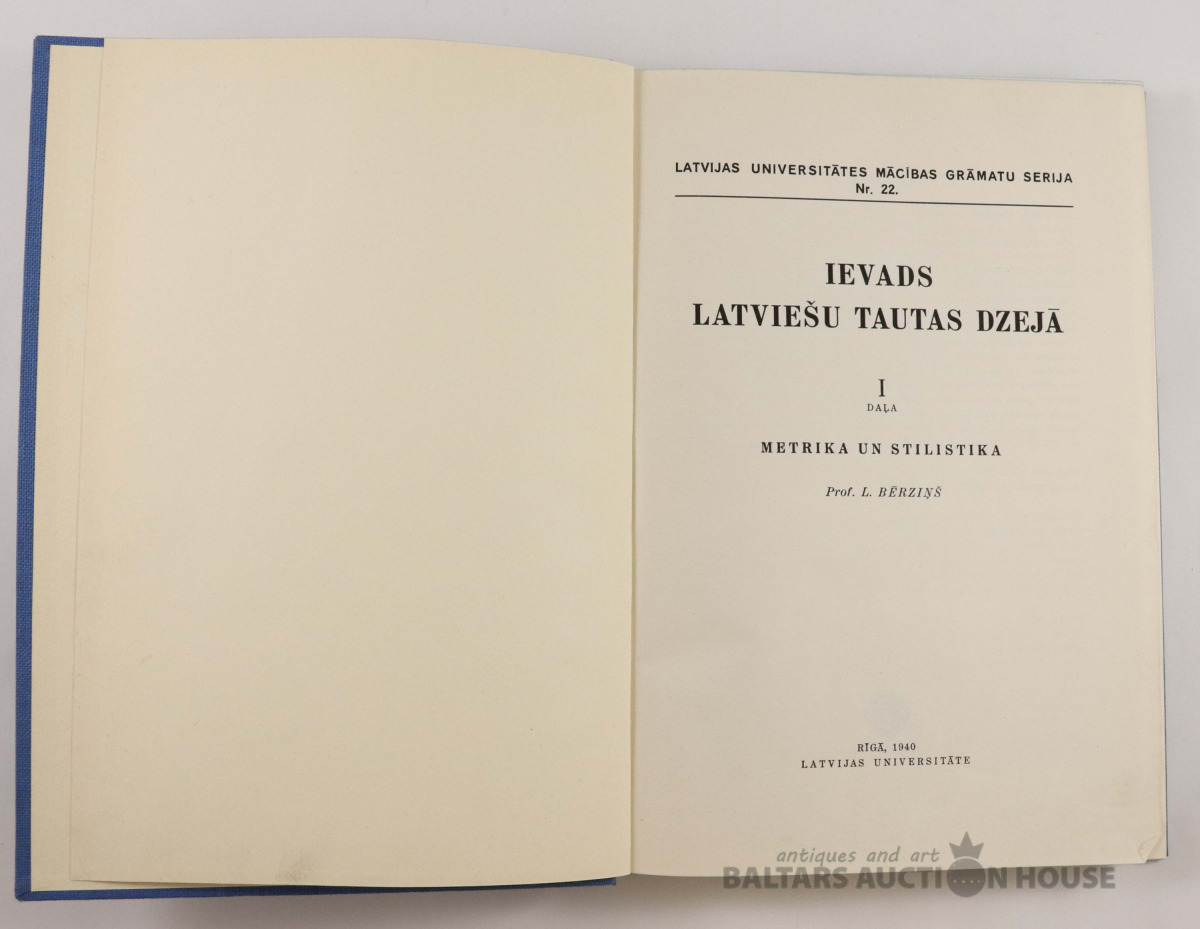 LATVIJAS UNIVERSITĀTES MĀCĪBAS GRĀMATU SERIJA
Nr. 22.
IEVADS
LATVIEŠU TAUTAS DZEJĀ
I
DAĻA
METRIKA UN STILISTIKA
Prof. L. BĒRZIŅŠ
RĪGĀ, 1940
LATVIJAS UNIVERSITĀTE
antiques and art
BALTARS AUCTION HOUSE